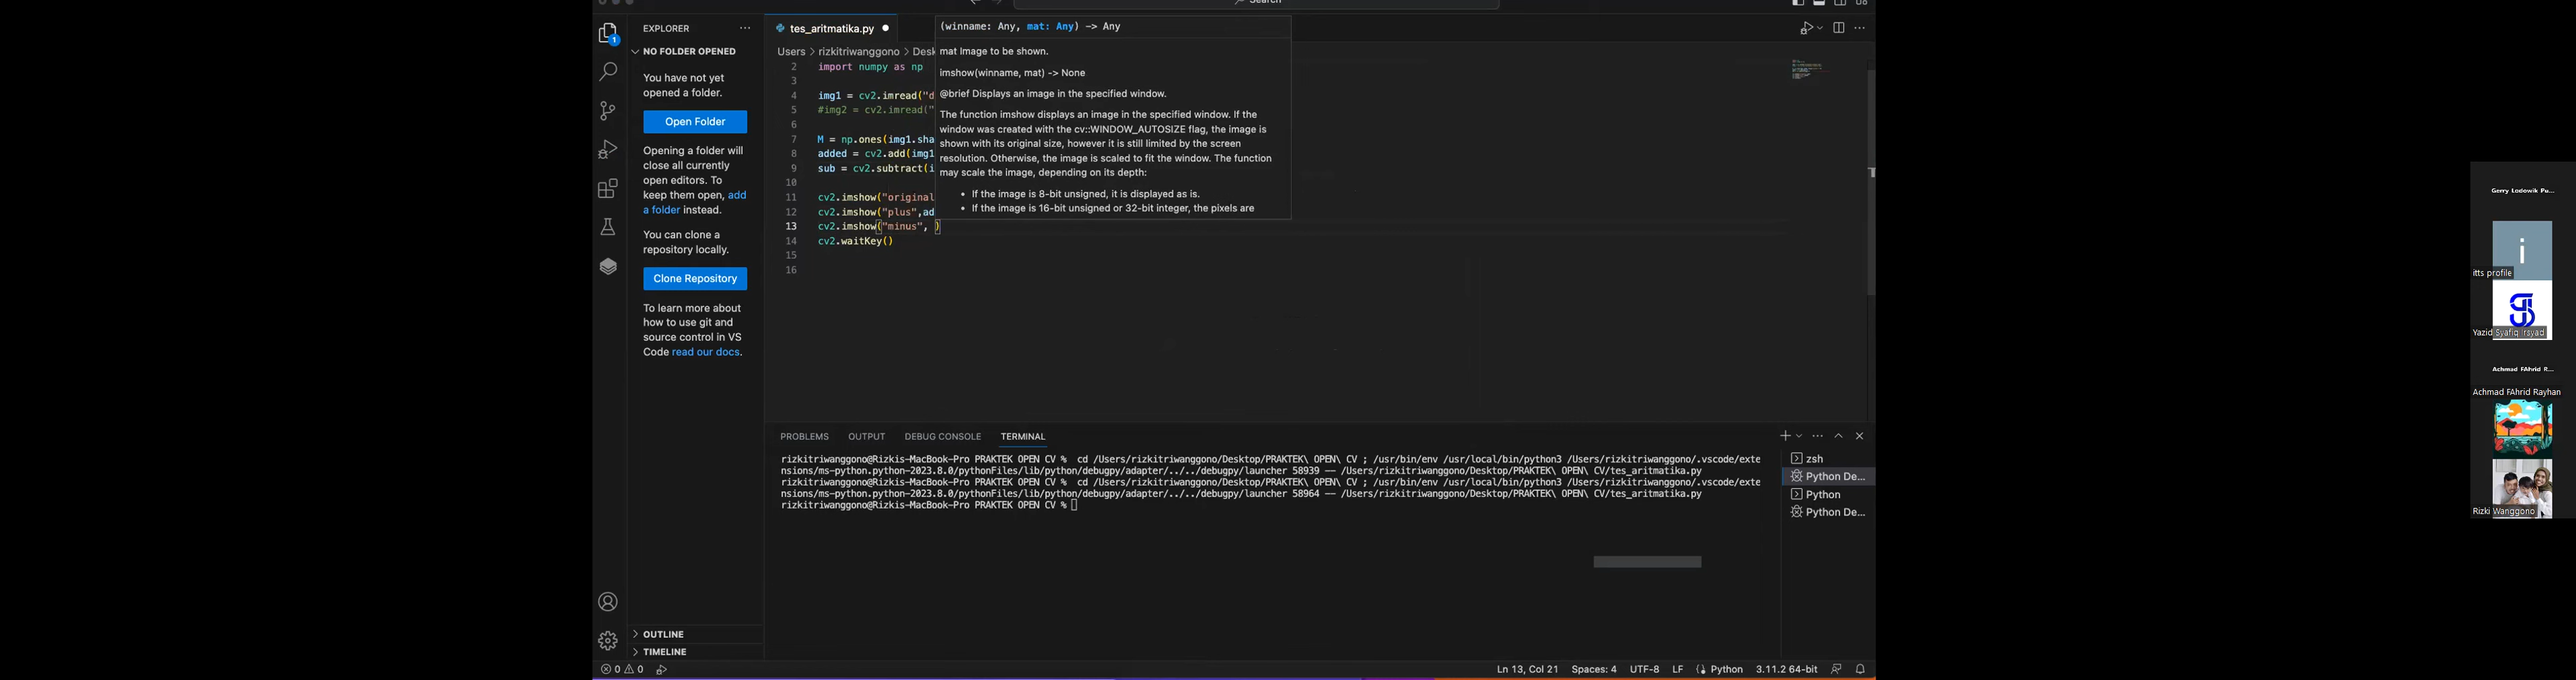 Search
EXPLORER
NO FOLDER OPENED
You have not yet
opened a folder.
Open Folder
Opening a folder will
close all currently
open editors. To
keep them open, add
a folder instead.
You can clone a
repository locally.
Clone Repository
To learn more about
how to use git and
source control in VS
Code read our docs.
OUTLINE
TIMELINE
1
tes_aritmatika.py
Users > rizkitriwanggono > Desk
2 import numpy as np
3
4 img1 = cv2.imread("d
5 #img2 = cv2.imread("
6
7 M = np.ones(img1.sha
8 added = cv2.add(img1
9 sub = cv2.subtract(i
10
11 cv2.imshow("original
12 cv2.imshow("plus",ad
13 cv2.imshow("minus", )
14 cv2.waitKey()
15
16
(winname: Any, mat: Any) -> Any
mat Image to be shown.
imshow(winname, mat) -> None
@brief Displays an image in the specified window.
The function imshow displays an image in the specified window. If the
window was created with the cv::WINDOW_AUTOSIZE flag, the image is
shown with its original size, however it is still limited by the screen
resolution. Otherwise, the image is scaled to fit the window. The function
may scale the image, depending on its depth:
• If the image is 8-bit unsigned, it is displayed as is.
• If the image is 16-bit unsigned or 32-bit integer, the pixels are
PROBLEMS OUTPUT DEBUG CONSOLE TERMINAL
rizkitriwanggono@Rizkis-MacBook-Pro PRAKTEK OPEN CV % cd /Users/rizkitriwanggono/Desktop/PRAKTEK\ OPEN\ CV ; /usr/bin/env /usr/local/bin/python3 /Users/rizkitriwanggono/.vscode/exte
nsions/ms-python.python-2023.8.0/pythonFiles/lib/python/debugpy/adapter/../../debugpy/launcher 58939 -- /Users/rizkitriwanggono/Desktop/PRAKTEK\ OPEN\ CV/tes_aritmatika.py
rizkitriwanggono@Rizkis-MacBook-Pro PRAKTEK OPEN CV % cd /Users/rizkitriwanggono/Desktop/PRAKTEK\ OPEN\ CV ; /usr/bin/env /usr/local/bin/python3 /Users/rizkitriwanggono/.vscode/exte
nsions/ms-python.python-2023.8.0/pythonFiles/lib/python/debugpy/adapter/../../debugpy/launcher 58964 -- /Users/rizkitriwanggono/Desktop/PRAKTEK\ OPEN\ CV/tes_aritmatika.py
rizkitriwanggono@Rizkis-MacBook-Pro PRAKTEK OPEN CV %
zsh
Python De...
Python
Python De...
0 0
Ln 13, Col 21 Spaces: 4 UTF-8 LF Python 3.11.2 64-bit
Gerry Lodowik Pu...
i
itts profile
Yazid Syafiq Irsyad
Achmad FAhrid R...
Achmad FAhrid Rayhan
Rizki Wanggono